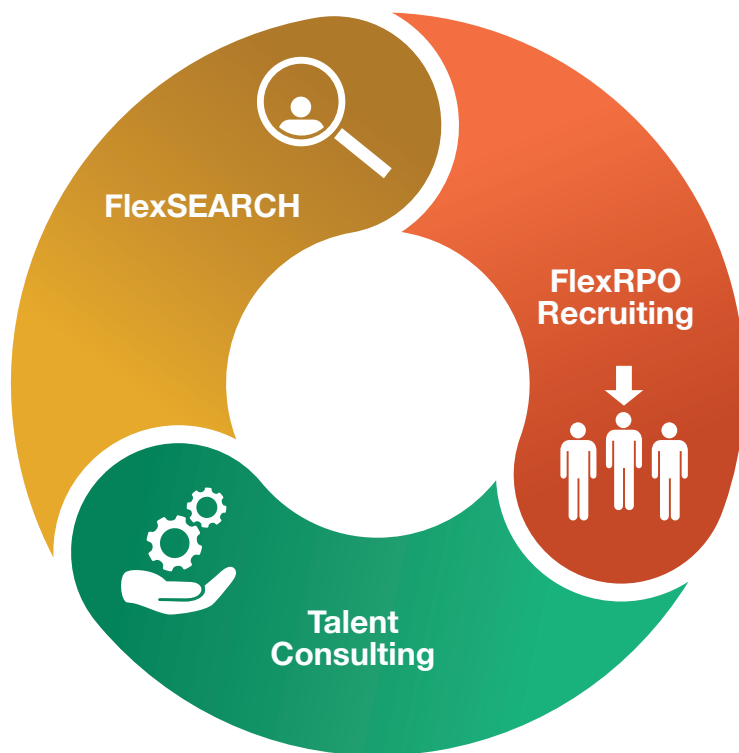 FlexSEARCH
FlexRPO
Recruiting
Talent
Consulting